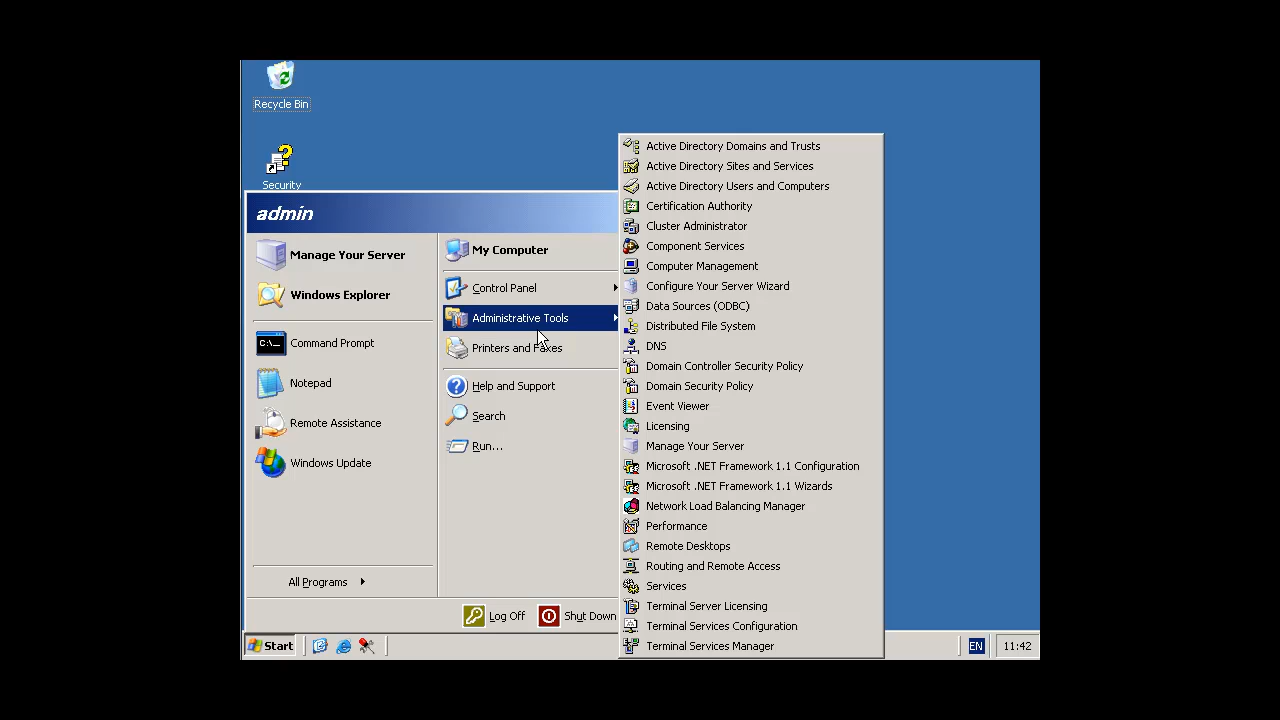 Recycle Bin
Security
admin
Manage Your Server
Windows Explorer
Command Prompt
C:\...
Notepad
Remote Assistance
Windows Update
All Programs
My Computer
Control Panel
Administrative Tools
Printers and Faxes
Help and Support
Search
Run...
Log Off
Shut Down
Active Directory Domains and Trusts
Active Directory Sites and Services
Active Directory Users and Computers
Certification Authority
Cluster Administrator
Component Services
Computer Management
Configure Your Server Wizard
Data Sources (ODBC)
Distributed File System
DNS
Domain Controller Security Policy
Domain Security Policy
Event Viewer
Licensing
Manage Your Server
Microsoft .NET Framework 1.1 Configuration
Microsoft .NET Framework 1.1 Wizards
Network Load Balancing Manager
Performance
Remote Desktops
Routing and Remote Access
Services
Terminal Server Licensing
Terminal Services Configuration
Terminal Services Manager
Start
EN
11:42